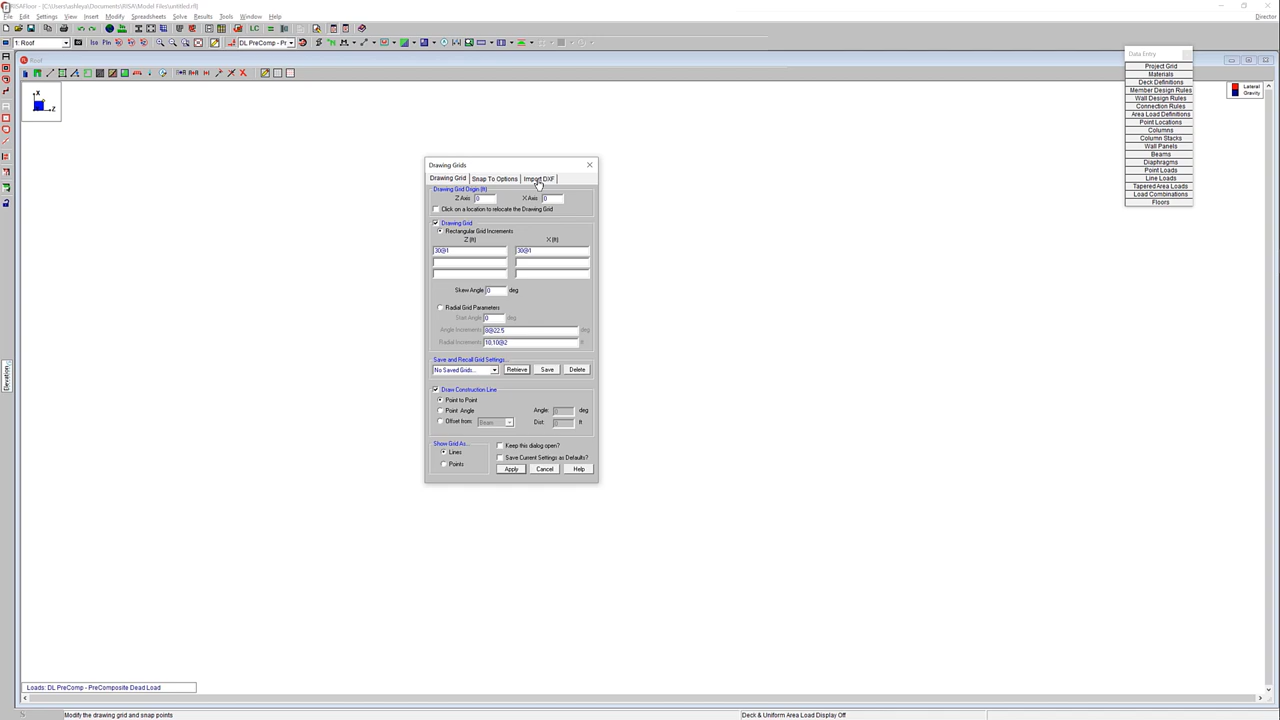 RISAFloor - [C:\Users\ashleya\Documents\RISA\Model Files\untitled.rfl]
File Edit Settings View Insert Modify Spreadsheets Solve Results Tools Window Help
Director
LC
1: Roof
Iso
DL PreComp - Pr
Roof
X
Z
Lateral
Gravity
Elevation
Data Entry
Project Grid
Materials
Deck Definitions
Member Design Rules
Wall Design Rules
Connection Rules
Area Load Definitions
Point Locations
Columns
Column Stacks
Wall Panels
Beams
Diaphragms
Point Loads
Line Loads
Tapered Area Loads
Load Combinations
Floors
Drawing Grids
Drawing Grid Snap To Options Import DXF
Drawing Grid Origin (ft)
Z Axis 0 X Axis 0
Click on a location to relocate the Drawing Grid
Drawing Grid
Rectangular Grid Increments
Z (ft) X (ft)
30@1 30@1
Skew Angle 0 deg
Radial Grid Parameters
Start Angle 0 deg
Angle Increments 8@22.5 deg
Radial Increments 10,10@2 ft
Save and Recall Grid Settings...
No Saved Grids... Retrieve Save Delete
Draw Construction Line
Point to Point
Point Angle Angle: 0 deg
Offset from: Beam Dist 0 ft
Show Grid As...
Lines
Points
Keep this dialog open?
Save Current Settings as Defaults?
Apply Cancel Help
Loads: DL PreComp - PreComposite Dead Load
Modify the drawing grid and snap points
Deck & Uniform Area Load Display Off